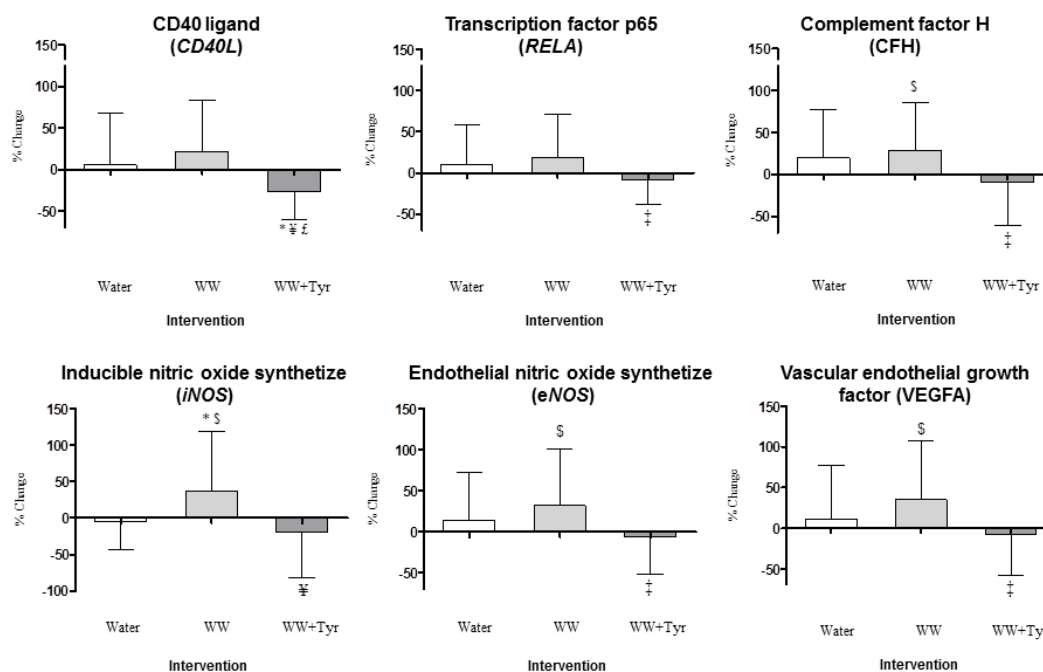 CD40 ligand
(CD40L)
150
100
50
0
-50
% Change
* ¥ £
Water WW WW+Tyr
Intervention
Transcription factor p65
(RELA)
150
100
50
0
-50
% Change
‡
Water WW WW+Tyr
Intervention
Complement factor H
(CFH)
150
100
50
0
-50
% Change
$
‡
Water WW WW+Tyr
Intervention
Inducible nitric oxide synthetize
(iNOS)
150
100
50
0
-50
-100
% Change
* $
¥
Water WW WW+Tyr
Intervention
Endothelial nitric oxide synthetize
(eNOS)
150
100
50
0
-50
% Change
$
‡
Water WW WW+Tyr
Intervention
Vascular endothelial growth
factor (VEGFA)
150
100
50
0
-50
% Change
$
‡
Water WW WW+Ty
Intervention